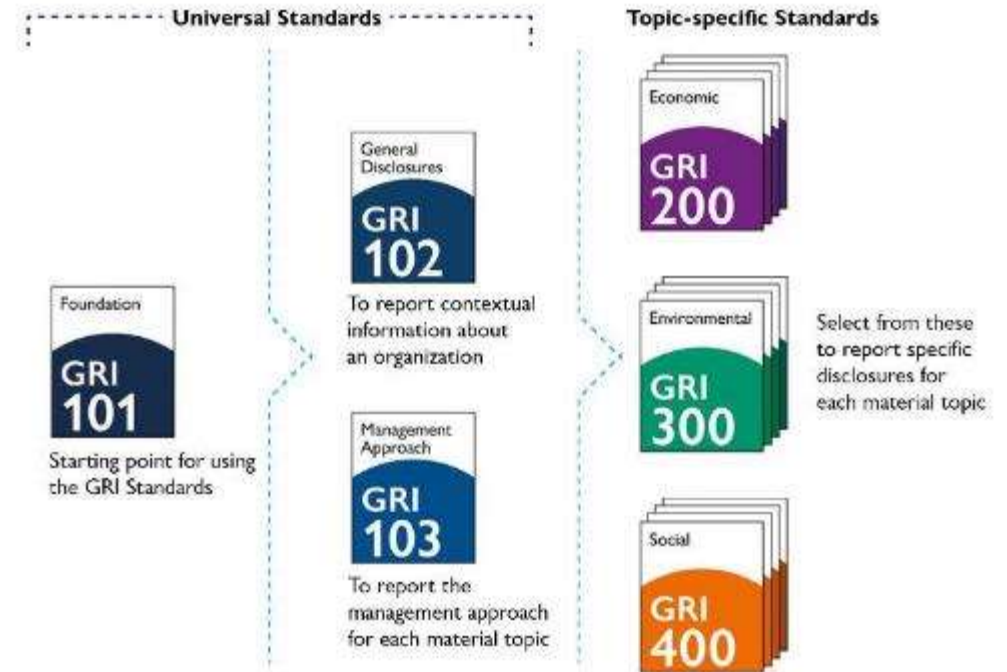 Universal Standards
Topic-specific Standards
Foundation
GRI
101
Starting point for using
the GRI Standards
General
Disclosures
GRI
102
To report contextual
information about
an organization
Management
Approach
GRI
103
To report the
management approach
for each material topic
Economic
GRI
200
Environmental
GRI
300
Social
GRI
400
Select from these
to report specific
disclosures for
each material topic